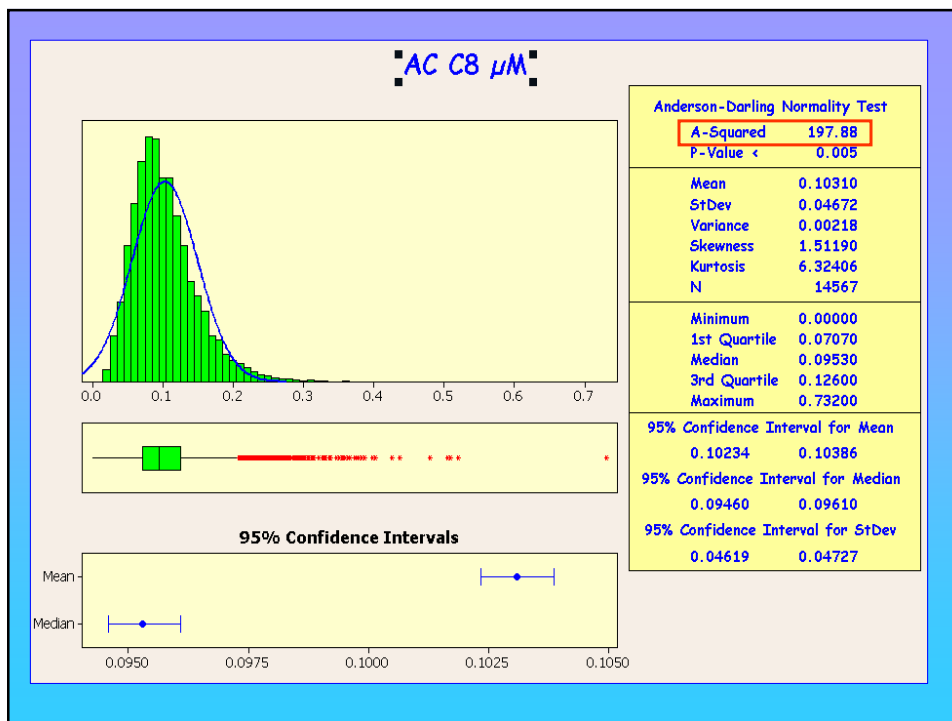 AC C8 µM
Anderson-Darling Normality Test
A-Squared 197.88
P-Value < 0.005
Mean 0.10310
StDev 0.04672
Variance 0.00218
Skewness 1.51190
Kurtosis 6.32406
N 14567
Minimum 0.00000
1st Quartile 0.07070
Median 0.09530
3rd Quartile 0.12600
Maximum 0.73200
95% Confidence Interval for Mean
0.10234 0.10386
95% Confidence Interval for Median
0.09460 0.09610
95% Confidence Interval for StDev
0.04619 0.04727
0.0 0.1 0.2 0.3 0.4 0.5 0.6 0.7
95% Confidence Intervals
Mean
Median
0.0950 0.0975 0.1000 0.1025 0.1050